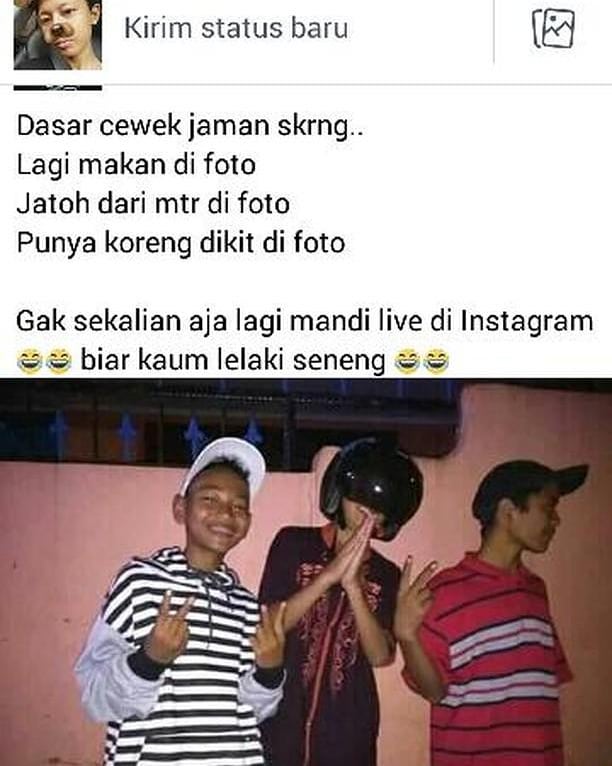 Kirim status baru
Dasar cewek jaman skrng..
Lagi makan di foto
Jatoh dari mtr di foto
Punya koreng dikit di foto
Gak sekalian aja lagi mandi live di Instagram
😂😂 biar kaum lelaki seneng 😂😂